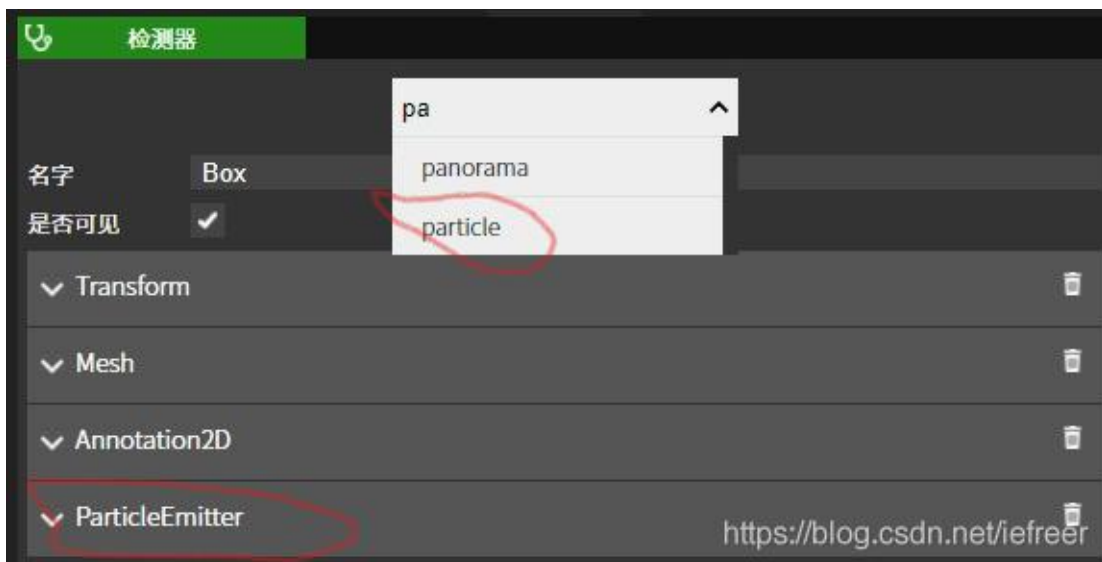 检测器
pa
panorama
名字 Box
particle
是否可见
Transform
Mesh
Annotation2D
ParticleEmitter
https://blog.csdn.net/iefreer